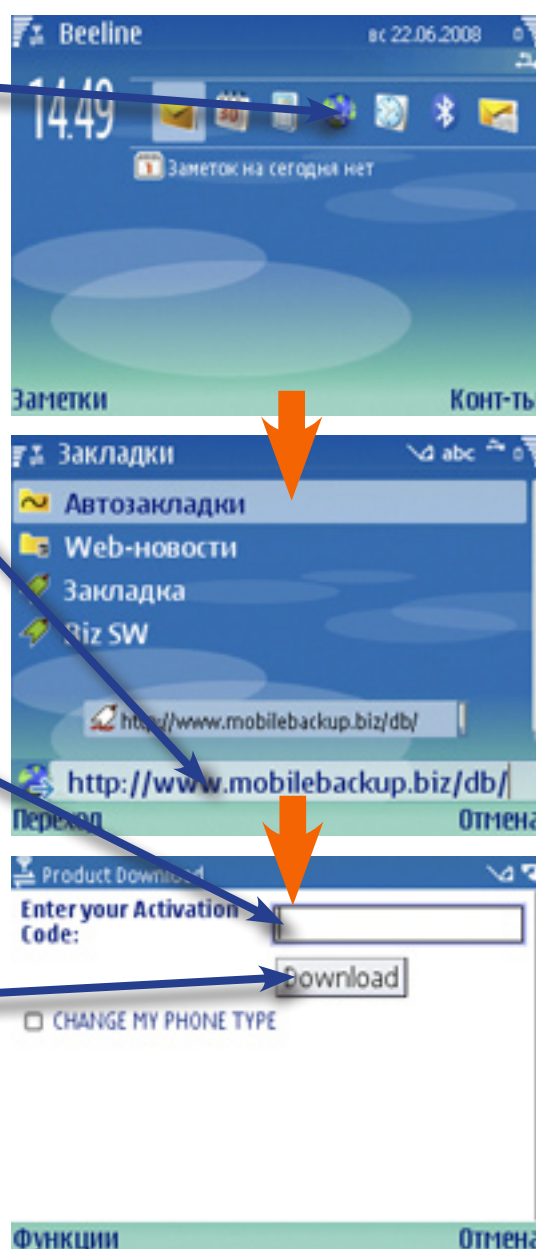 Beeline
вс 22.06.2008
14.49
30
1 Заметок на сегодня нет
Заметки
Конт-ты
Закладки
abc
Автозакладки
Web-новости
Закладка
Biz SW
http://www.mobilebackup.biz/db/
http://www.mobilebackup.biz/db/
Переход
Отмена
Product Download
Enter your Activation
Code:
Download
CHANGE MY PHONE TYPE
Функции
Отмена